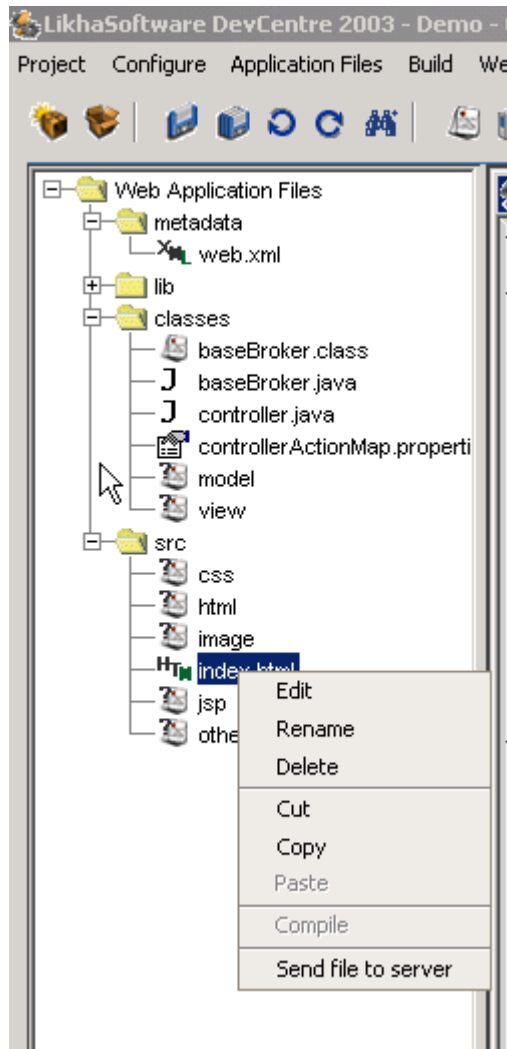 LikhaSoftware DevCentre 2003 - Demo -
Project Configure Application Files Build We
Web Application Files
metadata
web.xml
lib
classes
baseBroker.class
J baseBroker.java
J controller.java
controllerActionMap.properti
model
view
src
css
html
image
index.html
jsp
othe
Edit
Rename
Delete
Cut
Copy
Paste
Compile
Send file to server